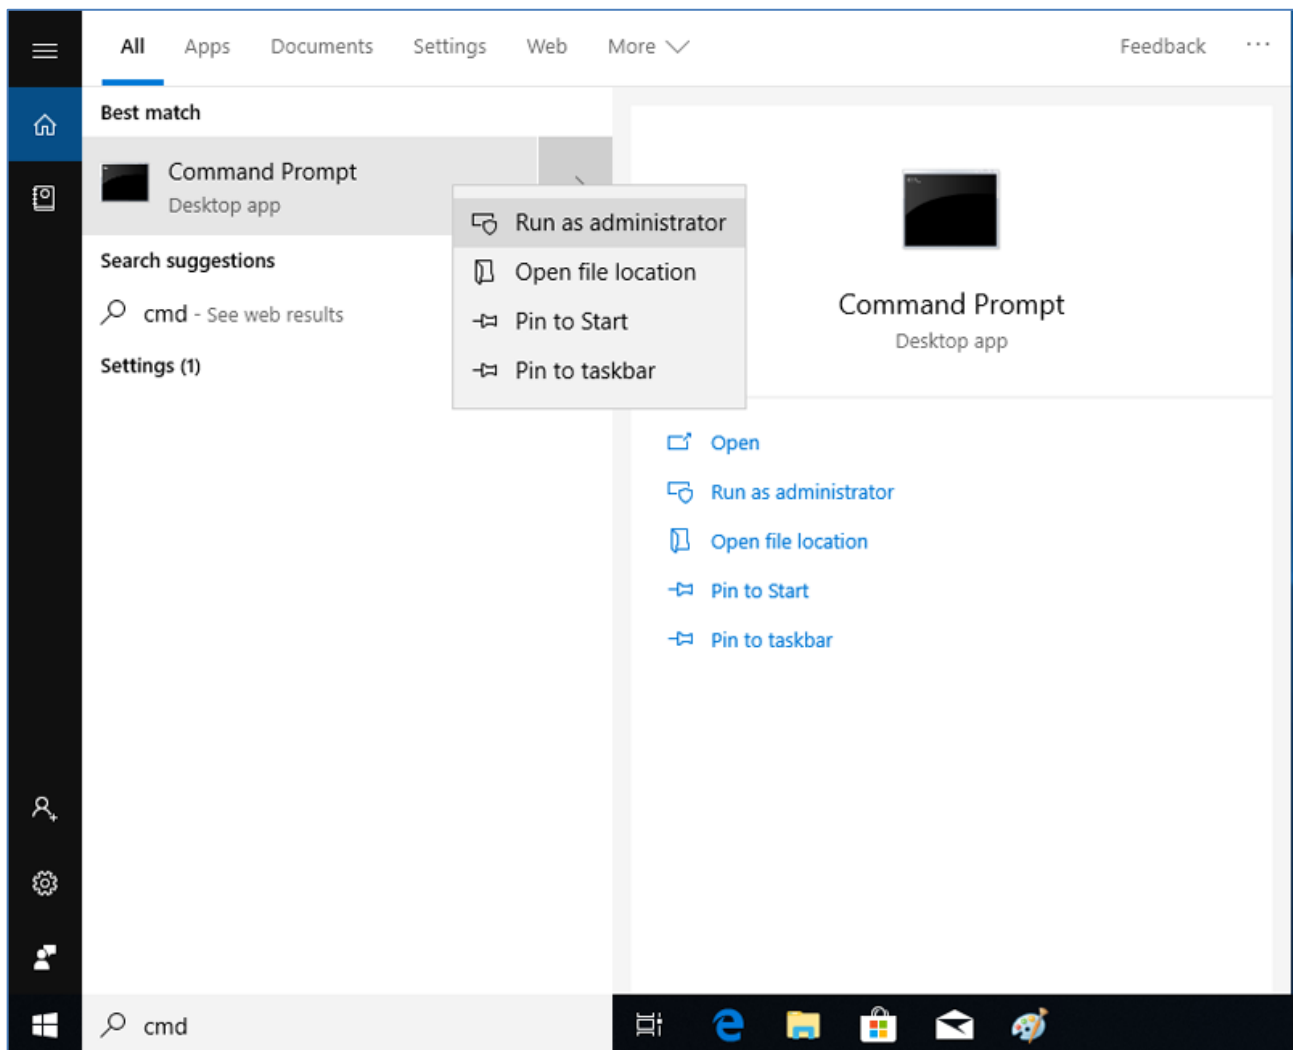 All Apps Documents Settings Web More Feedback ...
Best match
Command Prompt
Desktop app
Search suggestions
cmd - See web results
Settings (1)
Run as administrator
Open file location
Pin to Start
Pin to taskbar
Command Prompt
Desktop app
Open
Run as administrator
Open file location
Pin to Start
Pin to taskbar
cmd